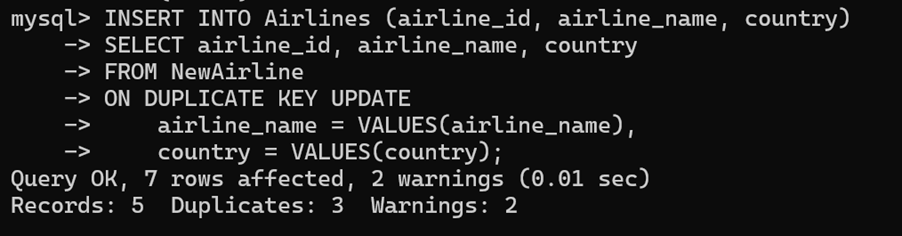 mysql> INSERT INTO Airlines (airline_id, airline_name, country)
    -> SELECT airline_id, airline_name, country
    -> FROM NewAirline
    -> ON DUPLICATE KEY UPDATE
    ->     airline_name = VALUES(airline_name),
    ->     country = VALUES(country);
Query OK, 7 rows affected, 2 warnings (0.01 sec)
Records: 5  Duplicates: 3  Warnings: 2